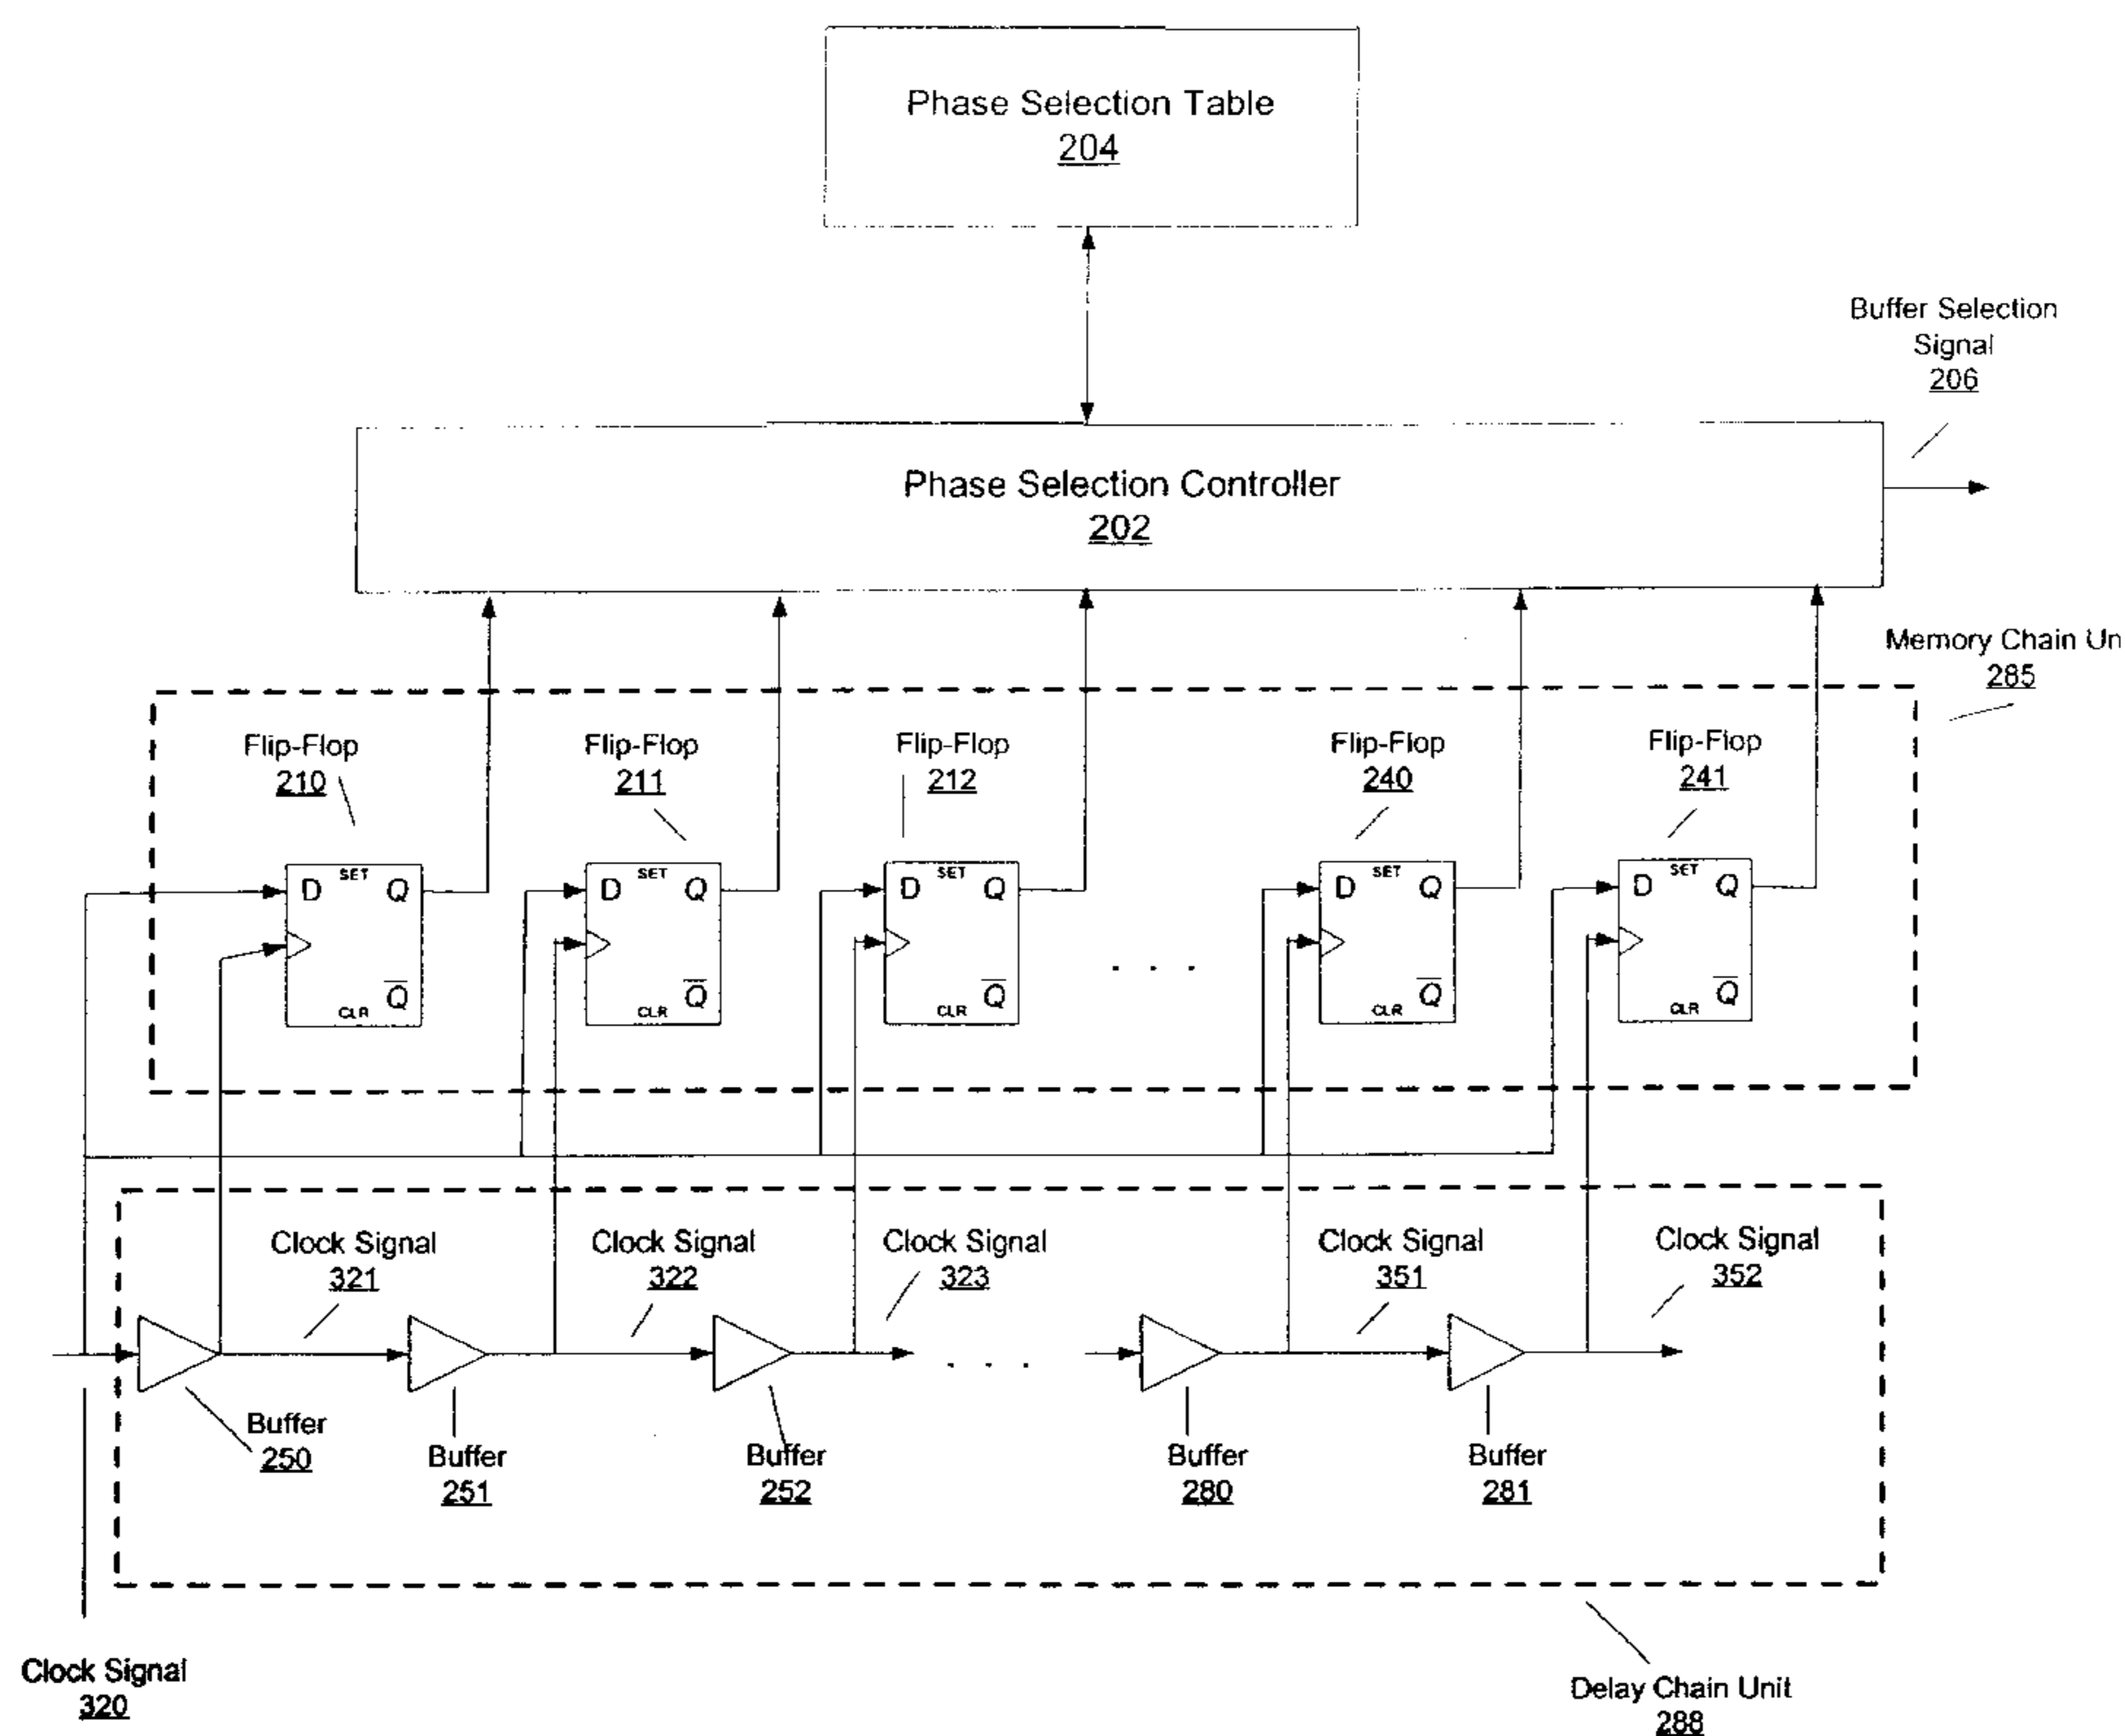 Phase Selection Table
204
Buffer Selection
Signal
206
Phase Selection Controller
202
Memory Chain Un
285
Flip-Flop
210
Flip-Flop
211
Flip-Flop
212
Flip-Flop
240
Flip-Flop
241
D SET Q
CLR Q
D SET Q
CLR Q
D SET Q
CLR Q
. . .
D SET Q
CLR Q
D SET Q
CLR Q
Clock Signal
321
Clock Signal
322
Clock Signal
323
Clock Signal
351
Clock Signal
352
. . .
Buffer
250
Buffer
251
Buffer
252
Buffer
280
Buffer
281
Clock Signal
320
Delay Chain Unit
288